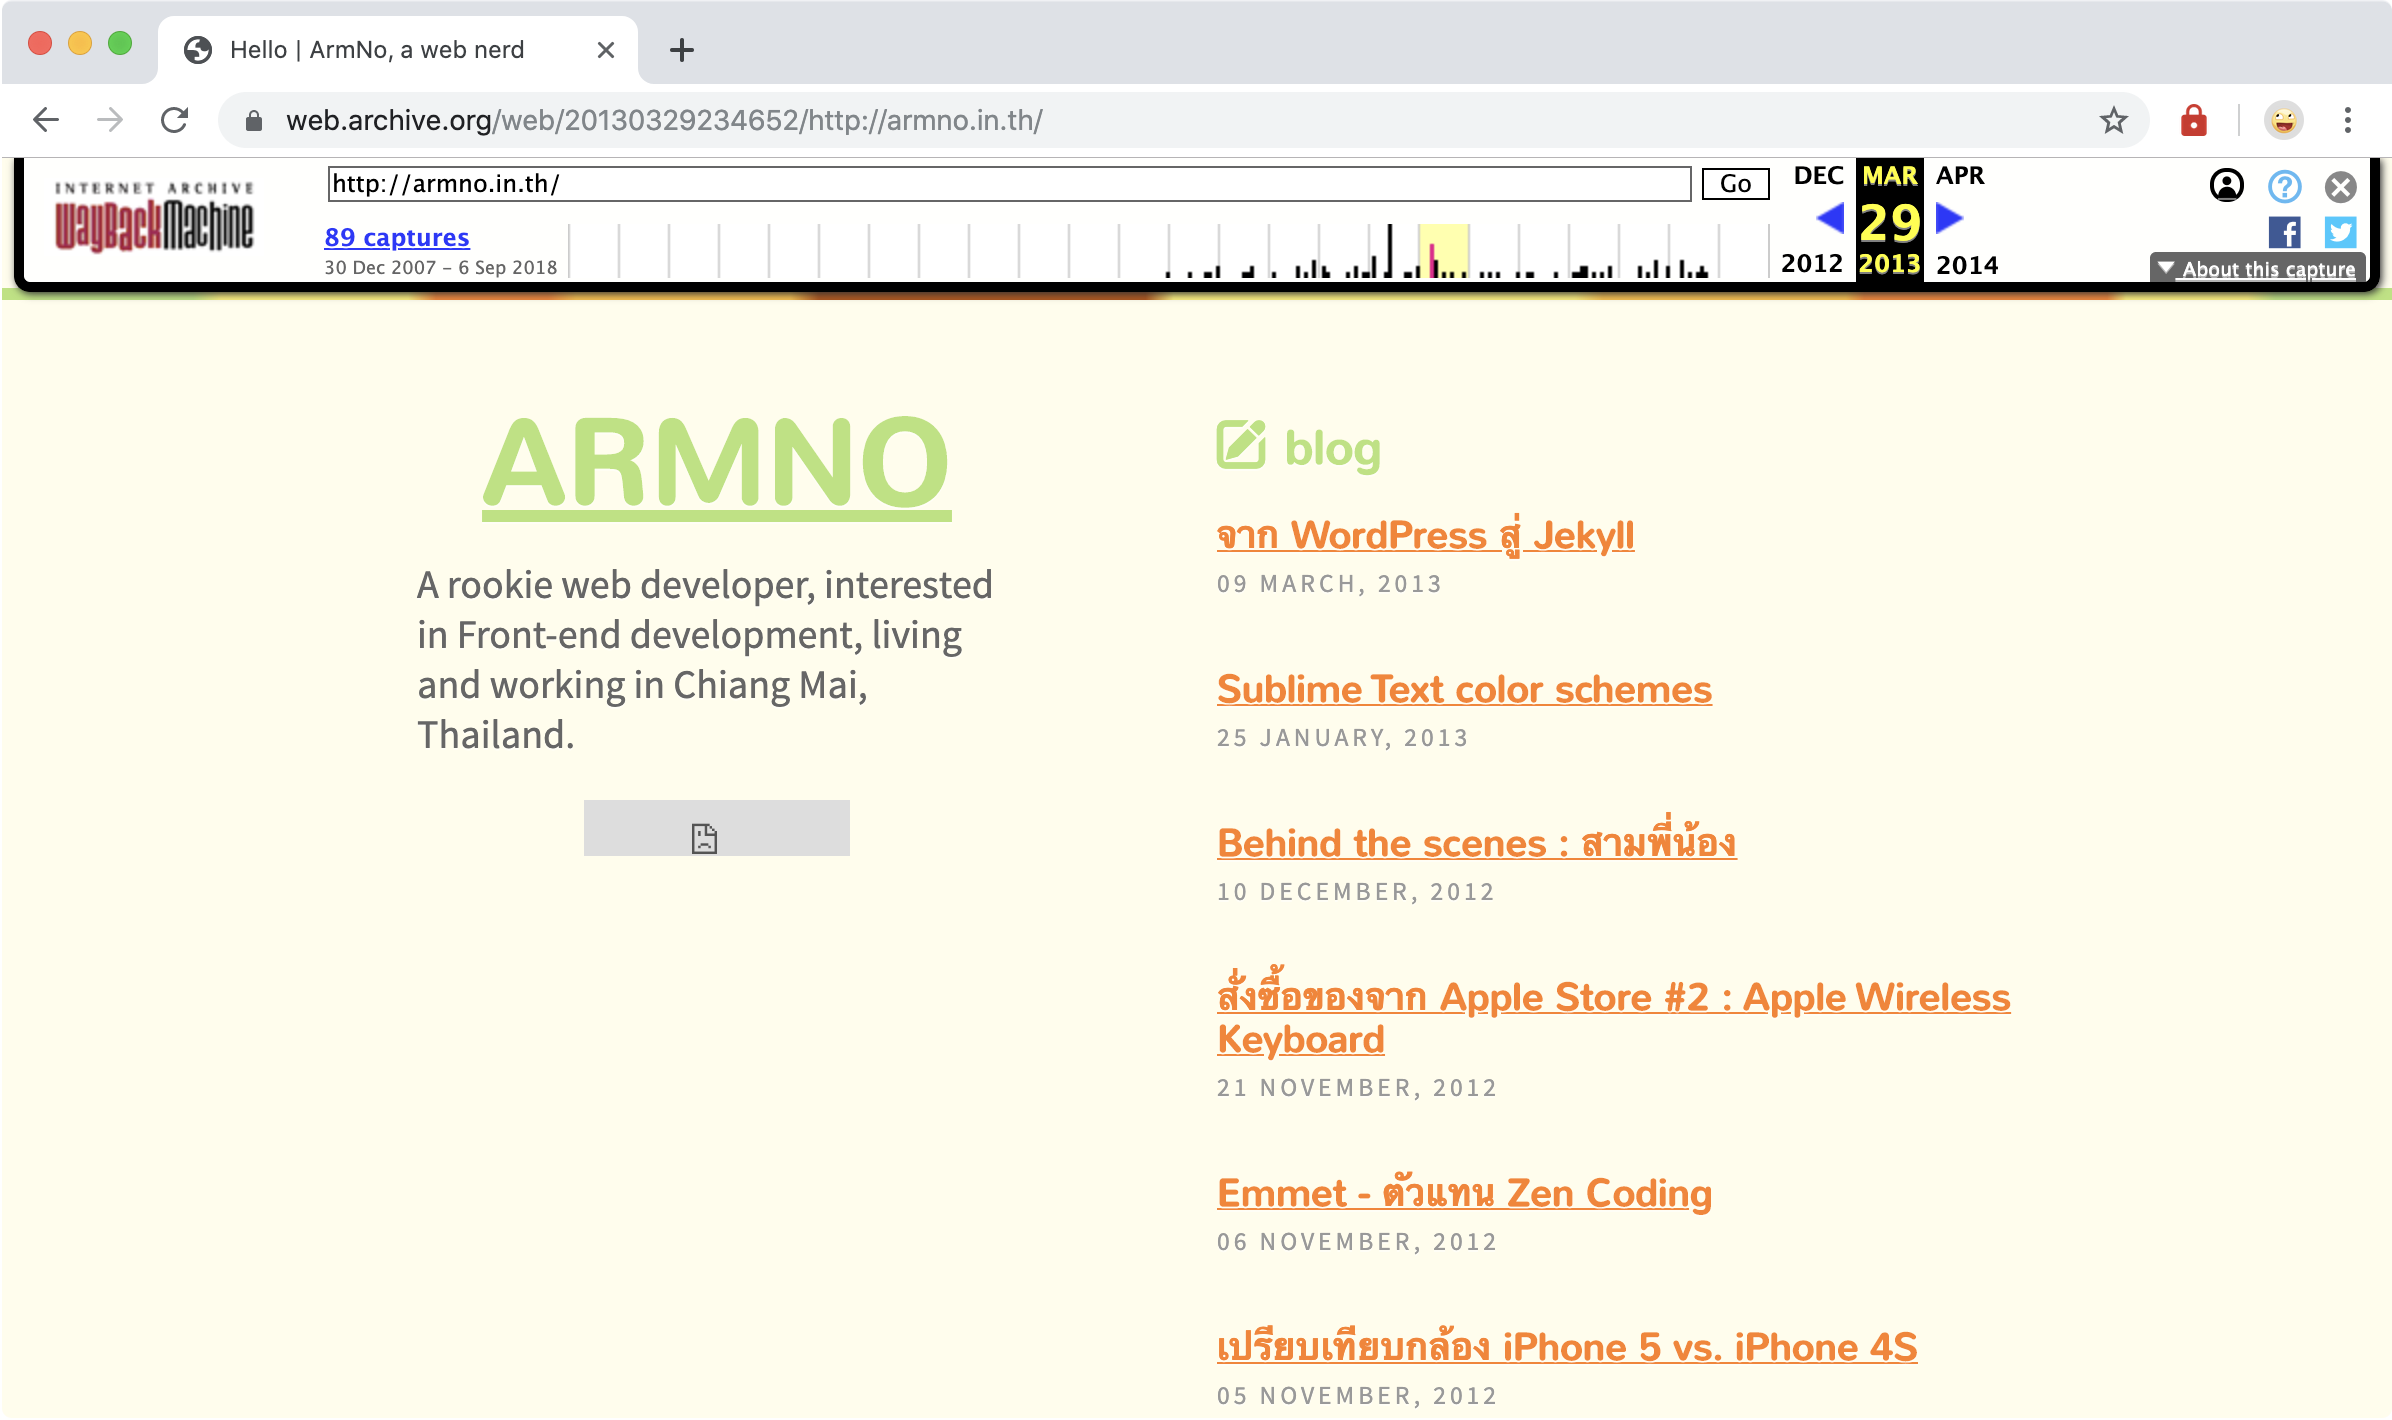 Hello | ArmNo, a web nerd
web.archive.org/web/20130329234652/http://armno.in.th/
INTERNET ARCHIVE
WayBackMachine
http://armno.in.th/
Go
89 captures
30 Dec 2007 – 6 Sep 2018
DEC MAR APR
29
2012 2013 2014
About this capture
ARMNO
A rookie web developer, interested
in Front-end development, living
and working in Chiang Mai,
Thailand.
blog
จาก WordPress สู่ Jekyll
09 MARCH, 2013
Sublime Text color schemes
25 JANUARY, 2013
Behind the scenes : สามพี่น้อง
10 DECEMBER, 2012
สั่งซื้อของจาก Apple Store #2 : Apple Wireless
Keyboard
21 NOVEMBER, 2012
Emmet - ตัวแทน Zen Coding
06 NOVEMBER, 2012
เปรียบเทียบกล้อง iPhone 5 vs. iPhone 4S
05 NOVEMBER, 2012